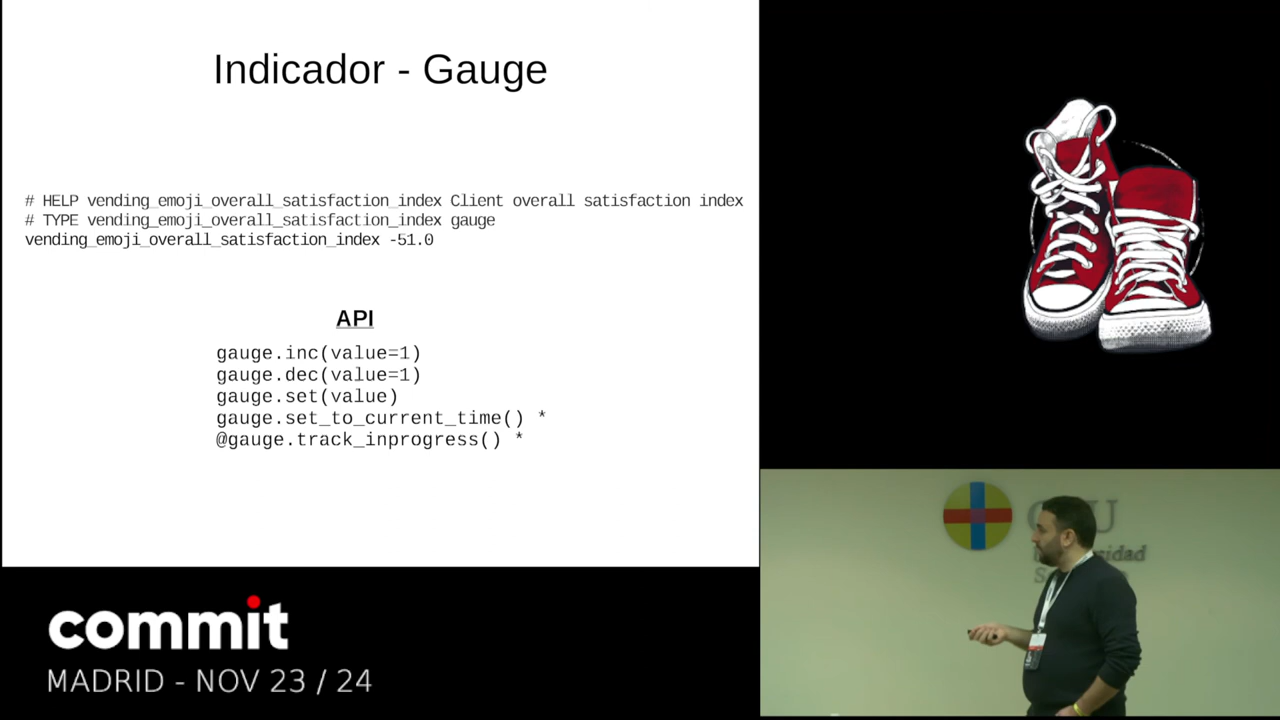 Indicador - Gauge
# HELP vending_emoji_overall_satisfaction_index Client overall satisfaction index
# TYPE vending_emoji_overall_satisfaction_index gauge
vending_emoji_overall_satisfaction_index -51.0
API
gauge.inc(value=1)
gauge.dec(value=1)
gauge.set(value)
gauge.set_to_current_time() *
@gauge.track_inprogress() *
commit
MADRID - NOV 23 / 24